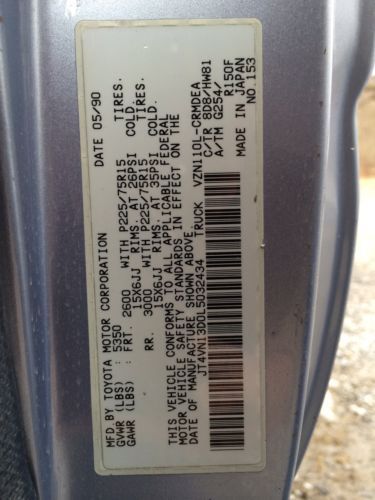 MFD BY TOYOTA MOTOR CORPORATION DATE 05/90
GVWR (LBS) : 5350
GAWR (LBS) : FRT. 2600 WITH P225/75R15 TIRES.
15X6JJ RIMS. AT 26PSI COLD.
RR. 3000 WITH P225/75R15 TIRES.
15X6JJ RIMS. AT 35PSI COLD.
THIS VEHICLE CONFORMS TO ALL APPLICABLE FEDERAL
MOTOR VEHICLE SAFETY STANDARDS IN EFFECT ON THE
DATE OF MANUFACTURE SHOWN ABOVE.
JT4VN13D0L5032434 TRUCK VZN110L-CRMDEA
C/TR 8D8/HW81
A/TM G254/R150F
MADE IN JAPAN
NO.153